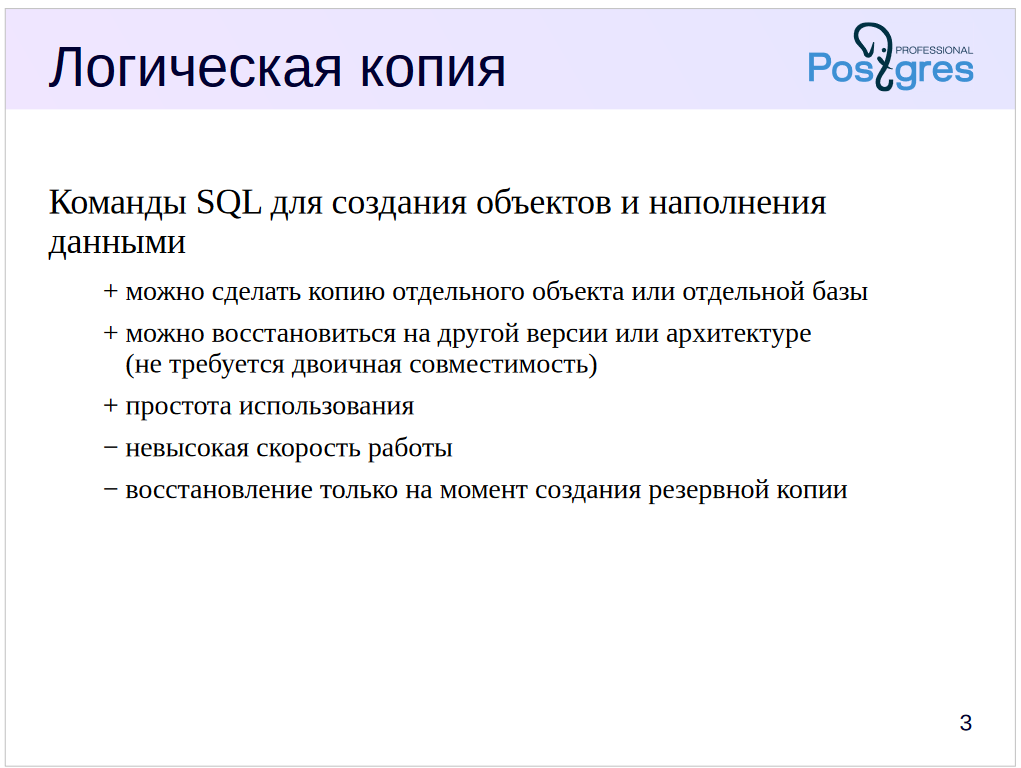 Логическая копия
PROFESSIONAL
Postgres
Команды SQL для создания объектов и наполнения
данными
+ можно сделать копию отдельного объекта или отдельной базы
+ можно восстановиться на другой версии или архитектуре
(не требуется двоичная совместимость)
+ простота использования
− невысокая скорость работы
− восстановление только на момент создания резервной копии
3